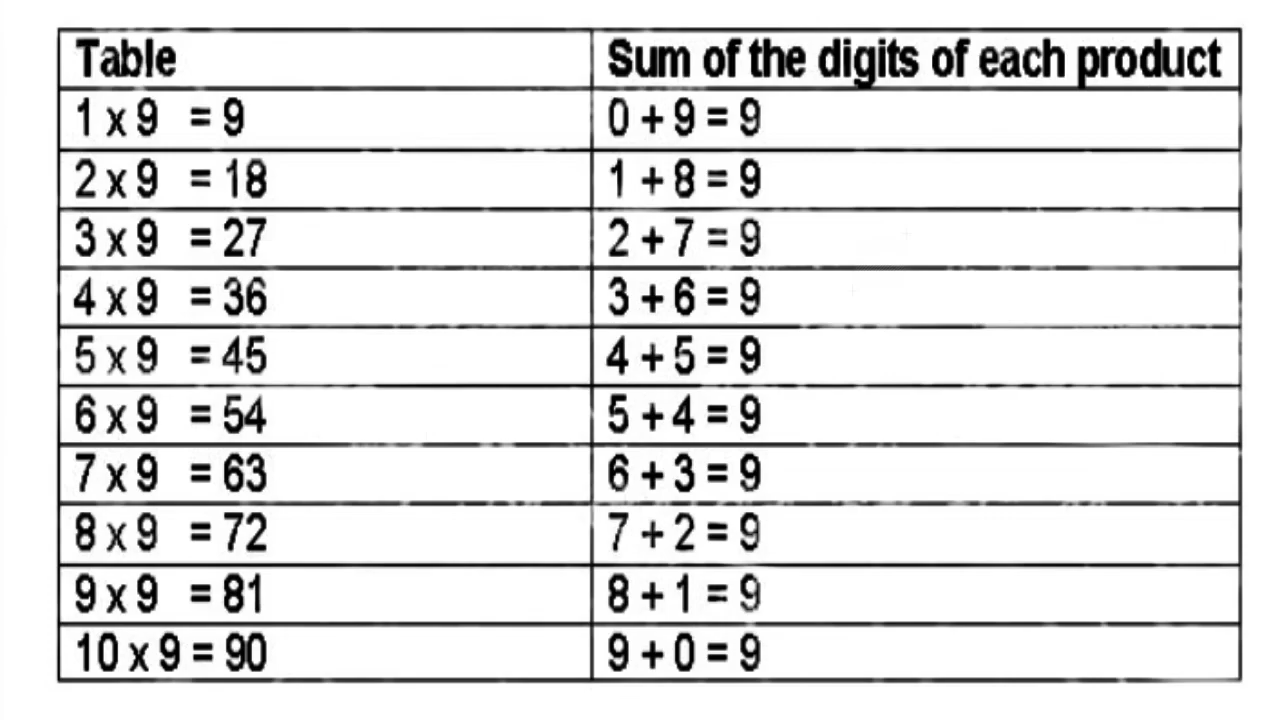 Table Sum of the digits of each product
1 x 9 = 9 0 + 9 = 9
2 x 9 = 18 1 + 8 = 9
3 x 9 = 27 2 + 7 = 9
4 x 9 = 36 3 + 6 = 9
5 x 9 = 45 4 + 5 = 9
6 x 9 = 54 5 + 4 = 9
7 x 9 = 63 6 + 3 = 9
8 x 9 = 72 7 + 2 = 9
9 x 9 = 81 8 + 1 = 9
10 x 9 = 90 9 + 0 = 9